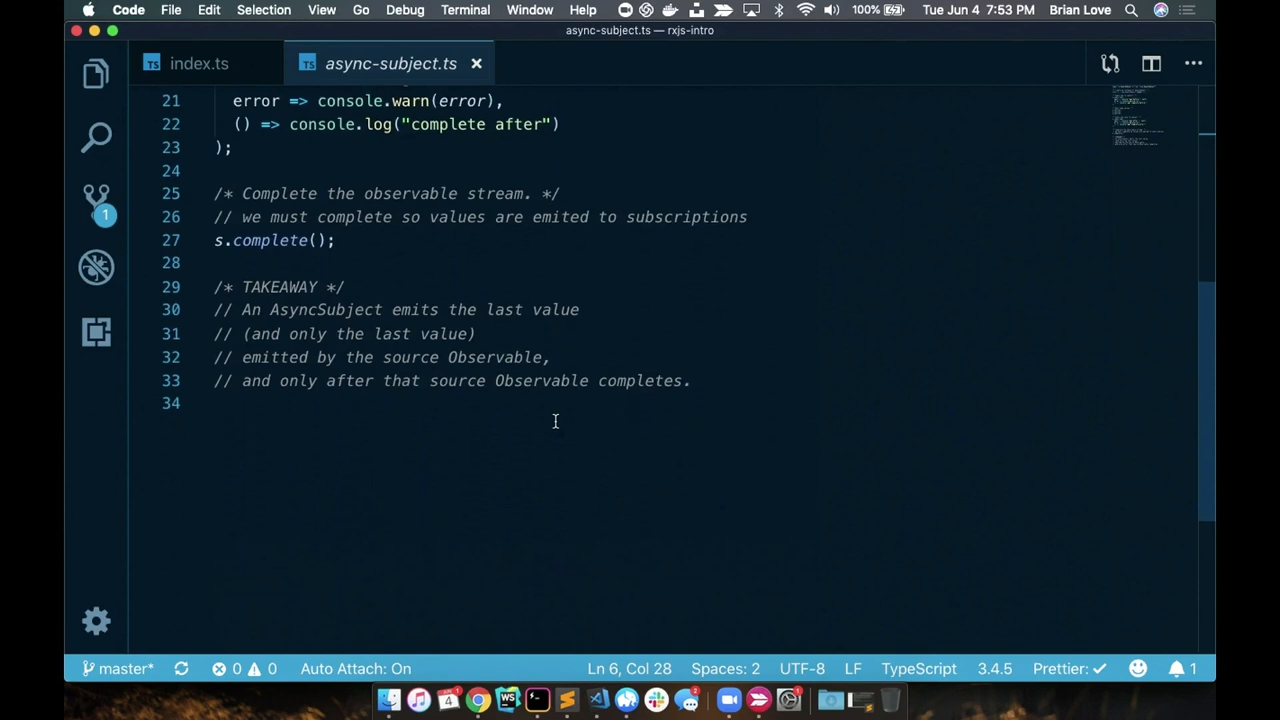 Code File Edit Selection View Go Debug Terminal Window Help 100% Tue Jun 4 7:53 PM Brian Love
async-subject.ts — rxjs-intro
TS index.ts TS async-subject.ts
21 error => console.warn(error),
22 () => console.log("complete after")
23 );
24
25 /* Complete the observable stream. */
26 // we must complete so values are emited to subscriptions
27 s.complete();
28
29 /* TAKEAWAY */
30 // An AsyncSubject emits the last value
31 // (and only the last value)
32 // emitted by the source Observable,
33 // and only after that source Observable completes.
34
1
master* 0 0 Auto Attach: On Ln 6, Col 28 Spaces: 2 UTF-8 LF TypeScript 3.4.5 Prettier: ✓ 1
4 WS 2